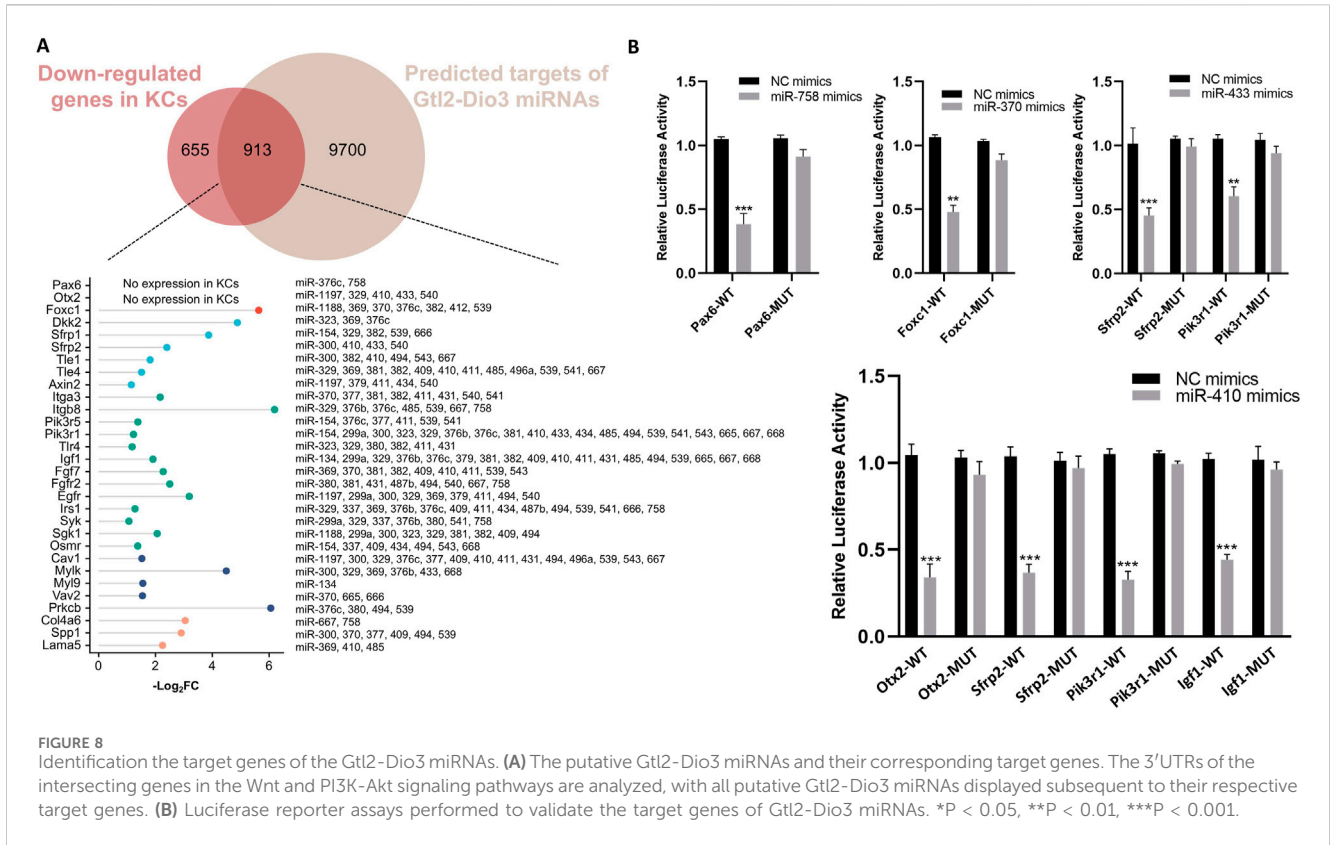 A
Down-regulated
genes in KCs
Predicted targets of
Gtl2-Dio3 miRNAs
655
913
9700
Pax6 No expression in KCs miR-376c, 758
Otx2 No expression in KCs miR-1197, 329, 410, 433, 540
Foxc1 miR-1188, 369, 370, 376c, 382, 412, 539
Dkk2 miR-323, 369, 376c
Sfrp1 miR-154, 329, 382, 539, 666
Sfrp2 miR-300, 410, 433, 540
Tle1 miR-300, 382, 410, 494, 543, 667
Tle4 miR-329, 369, 381, 382, 409, 410, 411, 485, 496a, 539, 541, 667
Axin2 miR-1197, 379, 411, 434, 540
Itga3 miR-370, 377, 381, 382, 411, 431, 540, 541
Itgb8 miR-329, 376b, 376c, 485, 539, 667, 758
Pik3r5 miR-154, 376c, 377, 411, 539, 541
Pik3r1 miR-154, 299a, 300, 323, 329, 376b, 376c, 381, 410, 433, 434, 485, 494, 539, 541, 543, 665, 667, 668
Tlr4 miR-323, 329, 380, 382, 411, 431
Igf1 miR-134, 299a, 329, 376b, 376c, 379, 381, 382, 409, 410, 411, 431, 485, 494, 539, 665, 667, 668
Fgf7 miR-369, 370, 381, 382, 409, 410, 411, 539, 543
Fgfr2 miR-380, 381, 431, 487b, 494, 540, 667, 758
Egfr miR-1197, 299a, 300, 329, 369, 379, 411, 494, 540
Irs1 miR-329, 337, 369, 376b, 376c, 409, 411, 434, 487b, 494, 539, 541, 666, 758
Syk miR-299a, 329, 337, 376b, 380, 541, 758
Sgk1 miR-1188, 299a, 300, 323, 329, 381, 382, 409, 494
Osmr miR-154, 337, 409, 434, 494, 543, 668
Cav1 miR-1197, 300, 329, 376c, 377, 409, 410, 411, 431, 494, 496a, 539, 543, 667
Mylk miR-300, 329, 369, 376b, 433, 668
Myl9 miR-134
Vav2 miR-370, 665, 666
Prkcb miR-376c, 380, 494, 539
Col4a6 miR-667, 758
Spp1 miR-300, 370, 377, 409, 494, 539
Lama5 miR-369, 410, 485
0 2 4 6
-Log₂FC
B
Relative Luciferase Activity
1.5
1.0
0.5
0.0
NC mimics
miR-758 mimics
***
Pax6-WT
Pax6-MUT
Relative Luciferase Activity
1.5
1.0
0.5
0.0
NC mimics
miR-370 mimics
**
Foxc1-WT
Foxc1-MUT
Relative Luciferase Activity
1.5
1.0
0.5
0.0
NC mimics
miR-433 mimics
***
**
Sfrp2-WT
Sfrp2-MUT
Pik3r1-WT
Pik3r1-MUT
Relative Luciferase Activity
1.5
1.0
0.5
0.0
NC mimics
miR-410 mimics
***
***
***
***
Otx2-WT
Otx2-MUT
Sfrp2-WT
Sfrp2-MUT
Pik3r1-WT
Pik3r1-MUT
Igf1-WT
Igf1-MUT
FIGURE 8
Identification the target genes of the Gtl2-Dio3 miRNAs. (A) The putative Gtl2-Dio3 miRNAs and their corresponding target genes. The 3′UTRs of the
intersecting genes in the Wnt and PI3K-Akt signaling pathways are analyzed, with all putative Gtl2-Dio3 miRNAs displayed subsequent to their respective
target genes. (B) Luciferase reporter assays performed to validate the target genes of Gtl2-Dio3 miRNAs. *P < 0.05, **P < 0.01, ***P < 0.001.